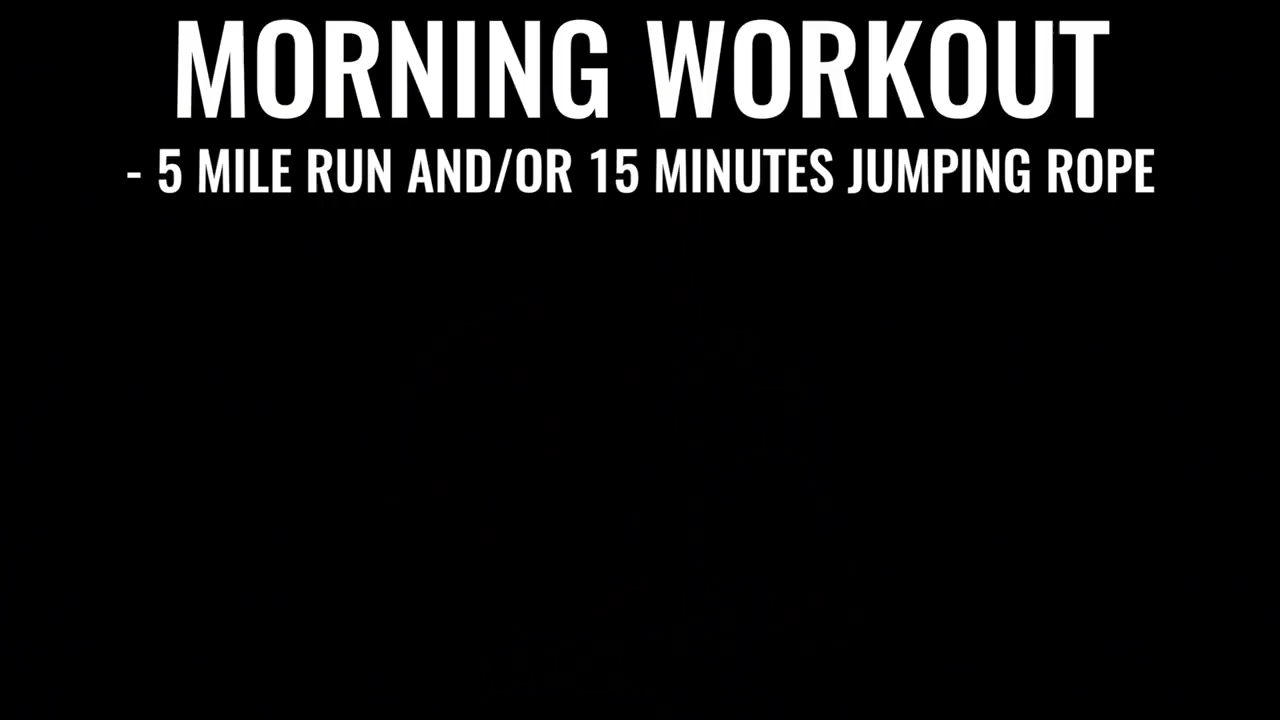 MORNING WORKOUT
- 5 MILE RUN AND/OR 15 MINUTES JUMPING ROPE